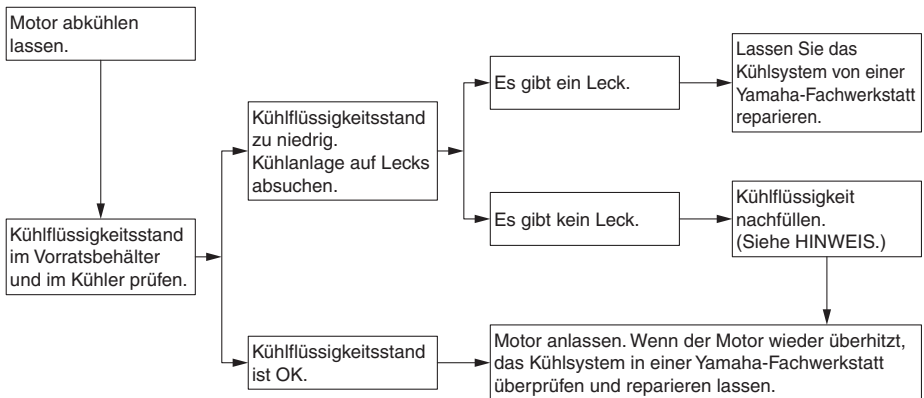 Motor abkühlen
lassen.
Kühlflüssigkeitsstand
im Vorratsbehälter
und im Kühler prüfen.
Kühlflüssigkeitsstand
zu niedrig.
Kühlanlage auf Lecks
absuchen.
Es gibt ein Leck.
Lassen Sie das
Kühlsystem von einer
Yamaha-Fachwerkstatt
reparieren.
Es gibt kein Leck.
Kühlflüssigkeit
nachfüllen.
(Siehe HINWEIS.)
Kühlflüssigkeitsstand
ist OK.
Motor anlassen. Wenn der Motor wieder überhitzt,
das Kühlsystem in einer Yamaha-Fachwerkstatt
überprüfen und reparieren lassen.